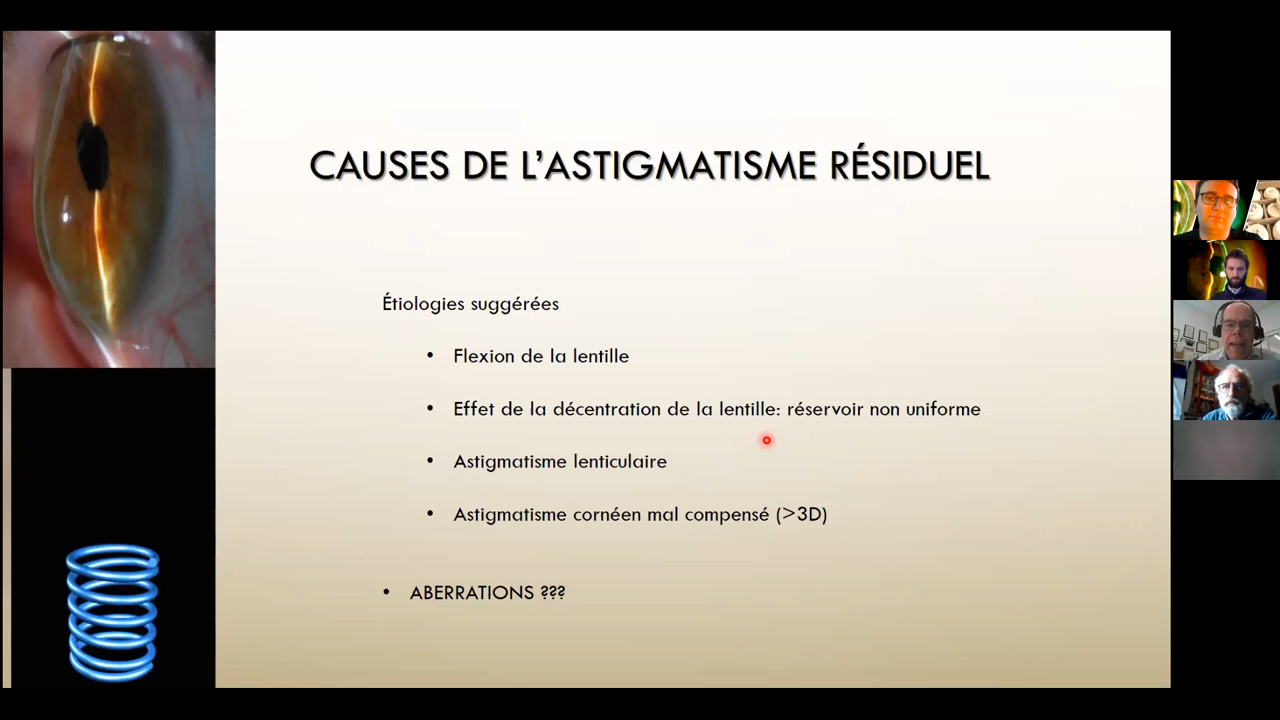 CAUSES DE L’ASTIGMATISME RÉSIDUEL
Étiologies suggérées
• Flexion de la lentille
• Effet de la décentration de la lentille: réservoir non uniforme
• Astigmatisme lenticulaire
• Astigmatisme cornéen mal compensé (>3D)
• ABERRATIONS ???